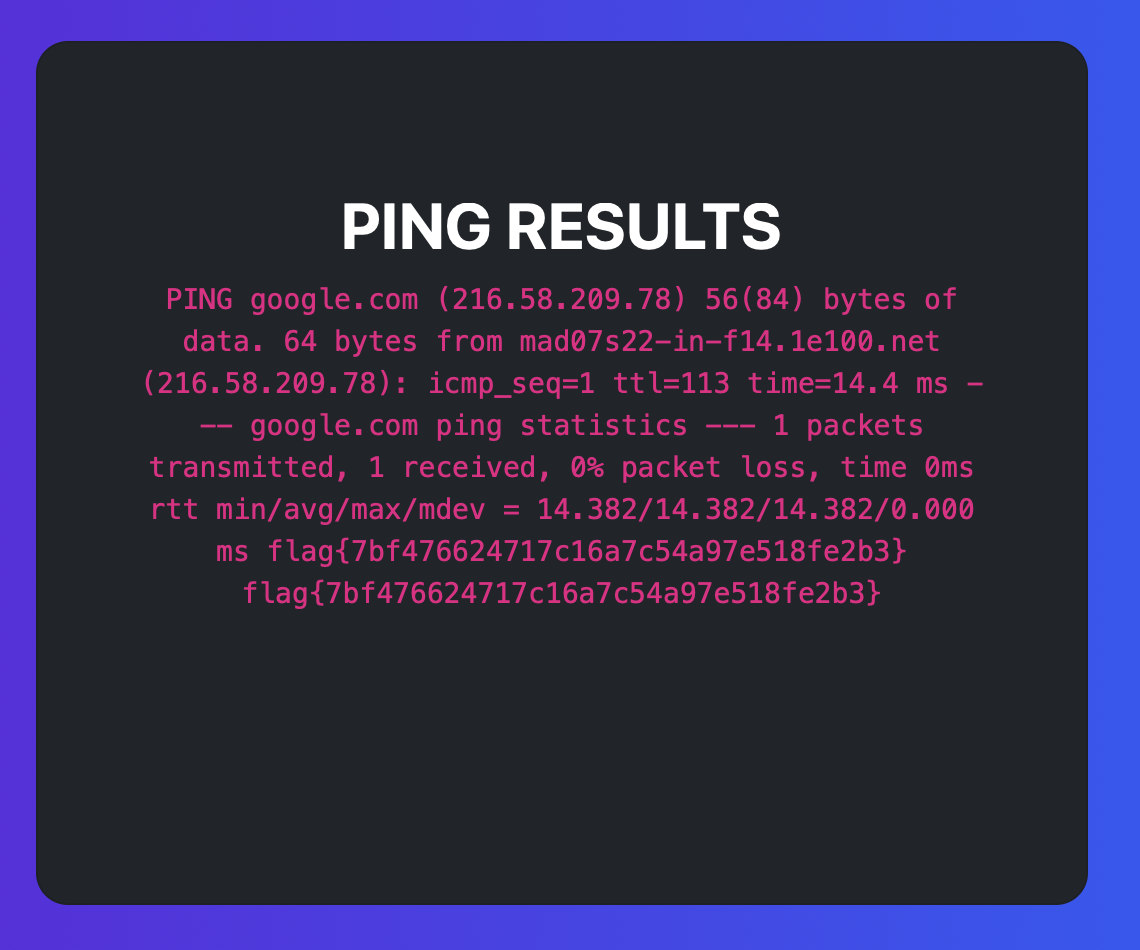 PING RESULTS
PING google.com (216.58.209.78) 56(84) bytes of
data. 64 bytes from mad07s22-in-f14.1e100.net
(216.58.209.78): icmp_seq=1 ttl=113 time=14.4 ms -
-- google.com ping statistics --- 1 packets
transmitted, 1 received, 0% packet loss, time 0ms
rtt min/avg/max/mdev = 14.382/14.382/14.382/0.000
ms flag{7bf476624717c16a7c54a97e518fe2b3}
flag{7bf476624717c16a7c54a97e518fe2b3}